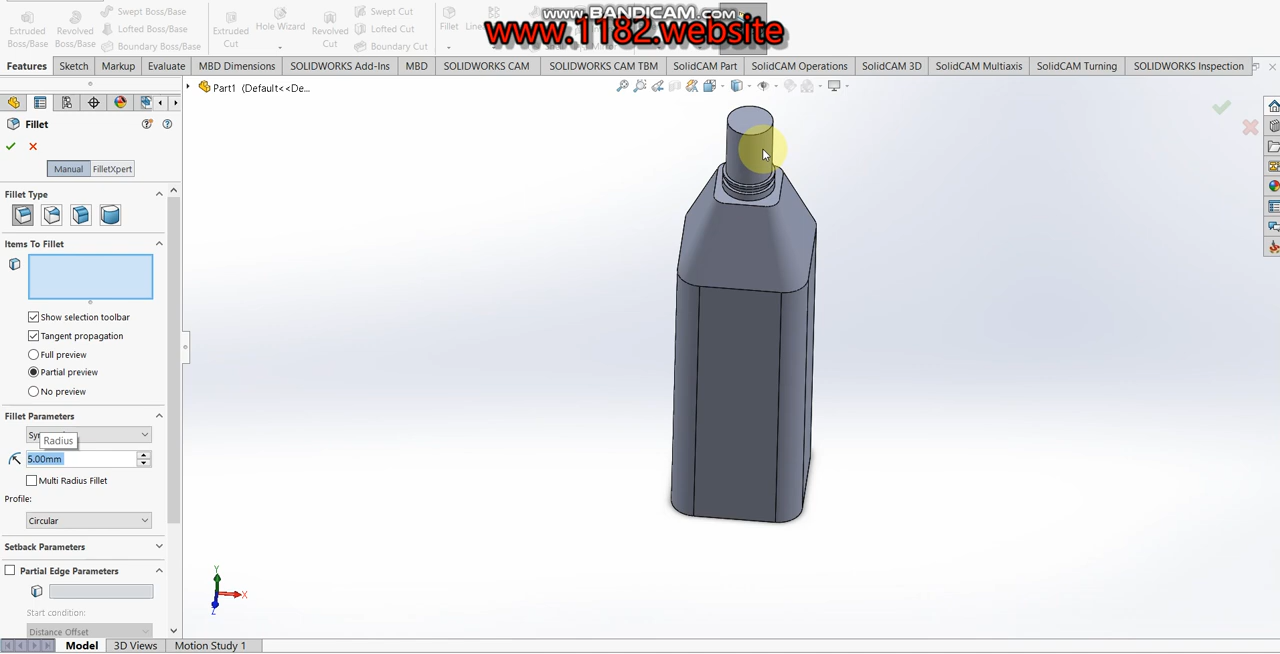 www.BANDICAM.com
www.1182.website
Extruded Boss/Base
Revolved Boss/Base
Swept Boss/Base
Lofted Boss/Base
Boundary Boss/Base
Extruded Cut
Hole Wizard
Revolved Cut
Swept Cut
Lofted Cut
Boundary Cut
Fillet
Features Sketch Markup Evaluate MBD Dimensions SOLIDWORKS Add-Ins MBD SOLIDWORKS CAM SOLIDWORKS CAM TBM SolidCAM Part SolidCAM Operations SolidCAM 3D SolidCAM Multiaxis SolidCAM Turning SOLIDWORKS Inspection
Part1 (Default<<De...
Fillet
Manual FilletXpert
Fillet Type
Items To Fillet
Show selection toolbar
Tangent propagation
Full preview
Partial preview
No preview
Fillet Parameters
Radius
5.00mm
Multi Radius Fillet
Profile:
Circular
Setback Parameters
Partial Edge Parameters
Start condition:
Distance Offset
Y
X
Z
Model 3D Views Motion Study 1